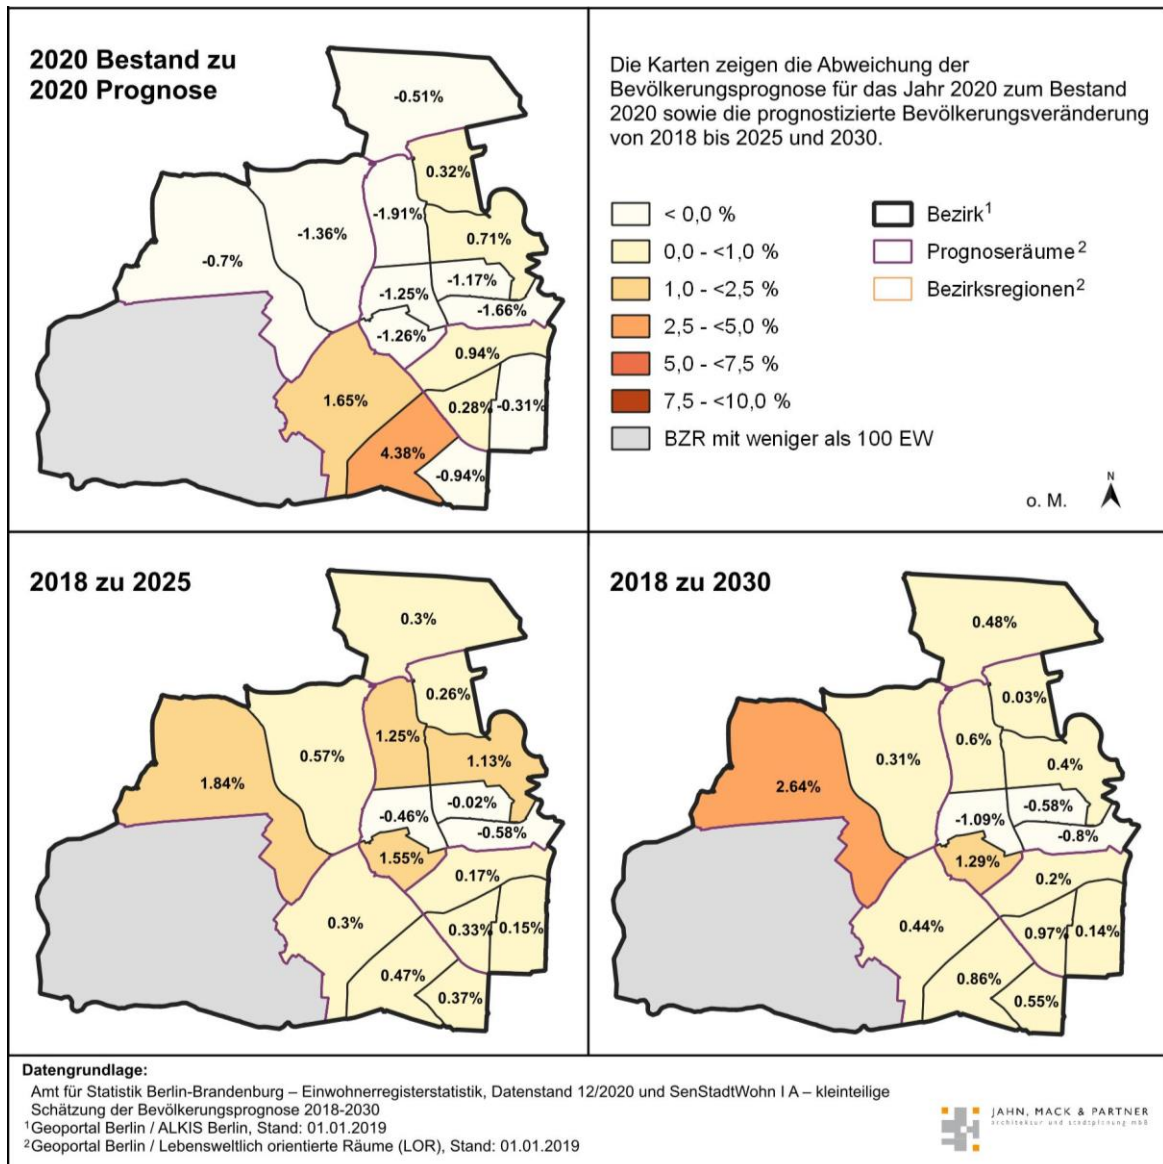 2020 Bestand zu
2020 Prognose
-0.51%
0.32%
-1.91%
-1.36%
0.71%
-0.7%
-1.17%
-1.25%
-1.66%
-1.26%
0.94%
1.65%
0.28%
-0.31%
4.38%
-0.94%
Die Karten zeigen die Abweichung der
Bevölkerungsprognose für das Jahr 2020 zum Bestand
2020 sowie die prognostizierte Bevölkerungsveränderung
von 2018 bis 2025 und 2030.
< 0,0 %
0,0 - <1,0 %
1,0 - <2,5 %
2,5 - <5,0 %
5,0 - <7,5 %
7,5 - <10,0 %
BZR mit weniger als 100 EW
Bezirk¹
Prognoseräume²
Bezirksregionen²
o. M.
N
2018 zu 2025
0.3%
0.26%
1.25%
0.57%
1.13%
1.84%
-0.02%
-0.46%
-0.58%
1.55%
0.17%
0.3%
0.33%
0.15%
0.47%
0.37%
2018 zu 2030
0.48%
0.03%
0.6%
0.31%
0.4%
2.64%
-0.58%
-1.09%
-0.8%
1.29%
0.2%
0.44%
0.97%
0.14%
0.86%
0.55%
Datengrundlage:
Amt für Statistik Berlin-Brandenburg – Einwohnerregisterstatistik, Datenstand 12/2020 und SenStadtWohn I A – kleinteilige
Schätzung der Bevölkerungsprognose 2018-2030
¹Geoportal Berlin / ALKIS Berlin, Stand: 01.01.2019
²Geoportal Berlin / Lebensweltlich orientierte Räume (LOR), Stand: 01.01.2019
JAHN, MACK & PARTNER
architektur und stadtplanung mbB